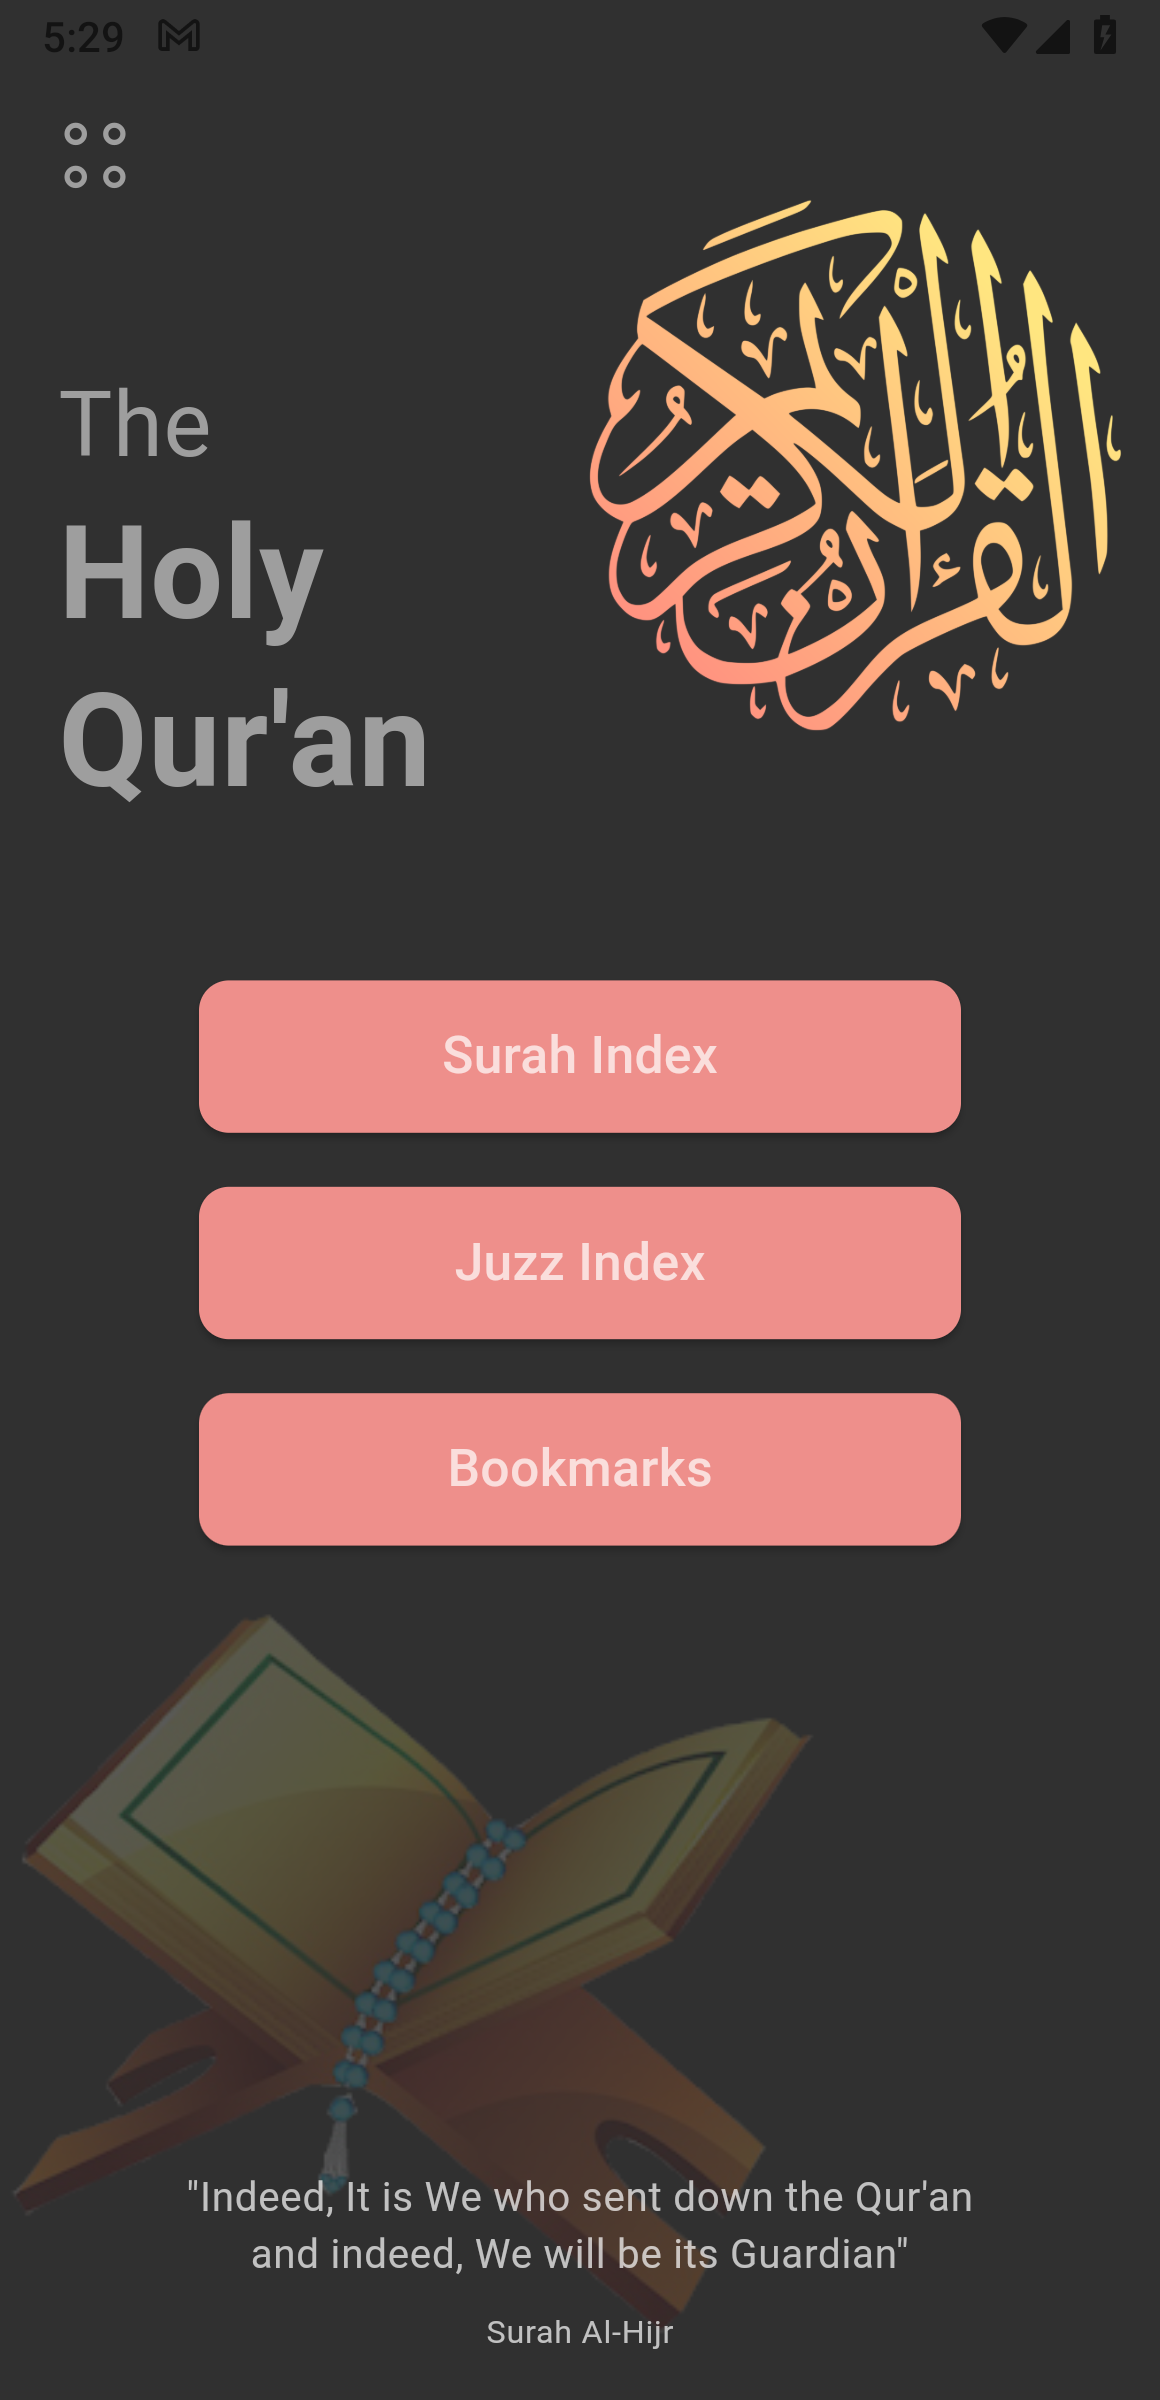 5:29
The
Holy
Qur'an
القرآن الكريم
Surah Index
Juzz Index
Bookmarks
"Indeed, It is We who sent down the Qur'an
and indeed, We will be its Guardian"
Surah Al-Hijr